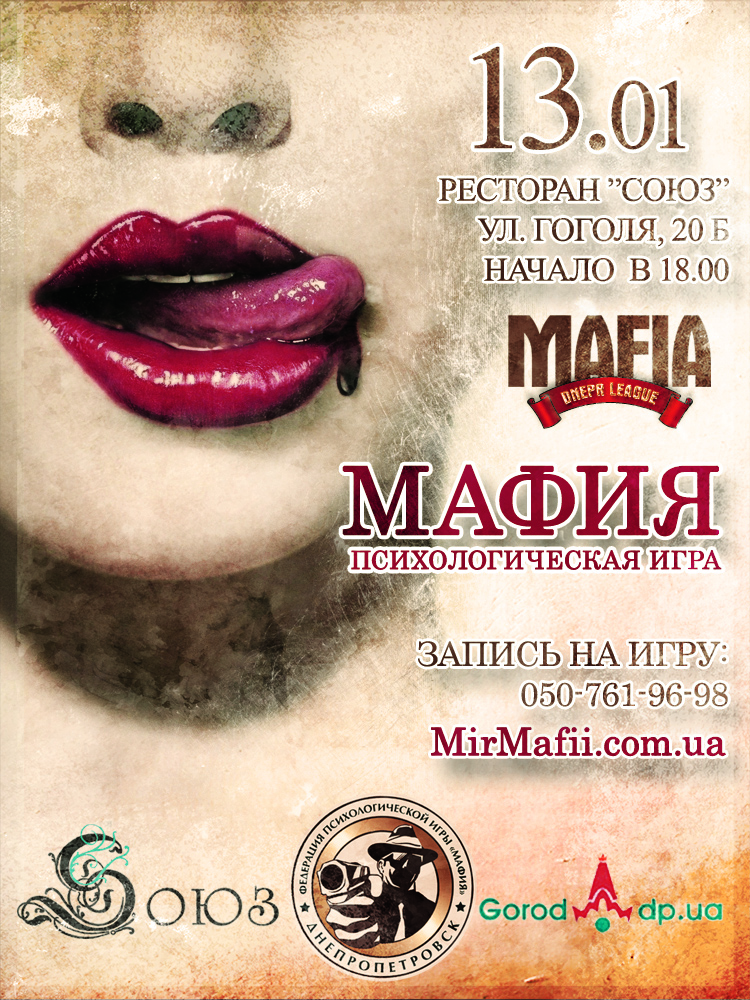 13.01
РЕСТОРАН ”СОЮЗ”
УЛ. ГОГОЛЯ, 20 Б
НАЧАЛО В 18.00
MAFIA
DNEPR LEAGUE
МАФИЯ
ПСИХОЛОГИЧЕСКАЯ ИГРА
ЗАПИСЬ НА ИГРУ:
050-761-96-98
MirMafii.com.ua
Союз
ФЕДЕРАЦИЯ ПСИХОЛОГИЧЕСКОЙ ИГРЫ «МАФИЯ»
ДНЕПРОПЕТРОВСК
Gorod dp.ua